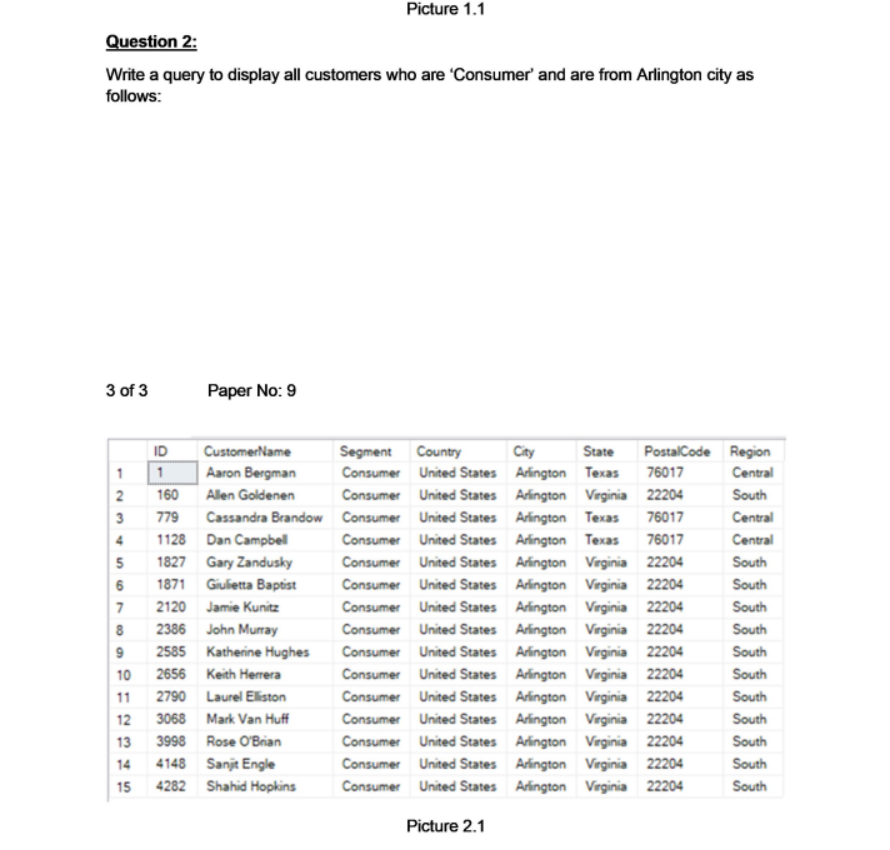 Picture 1.1
Question 2:
Write a query to display all customers who are ‘Consumer’ and are from Arlington city as
follows:
3 of 3 Paper No: 9
ID CustomerName Segment Country City State PostalCode Region
1 1 Aaron Bergman Consumer United States Arlington Texas 76017 Central
2 160 Allen Goldenen Consumer United States Arlington Virginia 22204 South
3 779 Cassandra Brandow Consumer United States Arlington Texas 76017 Central
4 1128 Dan Campbell Consumer United States Arlington Texas 76017 Central
5 1827 Gary Zandusky Consumer United States Arlington Virginia 22204 South
6 1871 Giulietta Baptist Consumer United States Arlington Virginia 22204 South
7 2120 Jamie Kunitz Consumer United States Arlington Virginia 22204 South
8 2386 John Murray Consumer United States Arlington Virginia 22204 South
9 2585 Katherine Hughes Consumer United States Arlington Virginia 22204 South
10 2656 Keith Herrera Consumer United States Arlington Virginia 22204 South
11 2790 Laurel Elliston Consumer United States Arlington Virginia 22204 South
12 3068 Mark Van Huff Consumer United States Arlington Virginia 22204 South
13 3998 Rose O'Brian Consumer United States Arlington Virginia 22204 South
14 4148 Sanjit Engle Consumer United States Arlington Virginia 22204 South
15 4282 Shahid Hopkins Consumer United States Arlington Virginia 22204 South
Picture 2.1